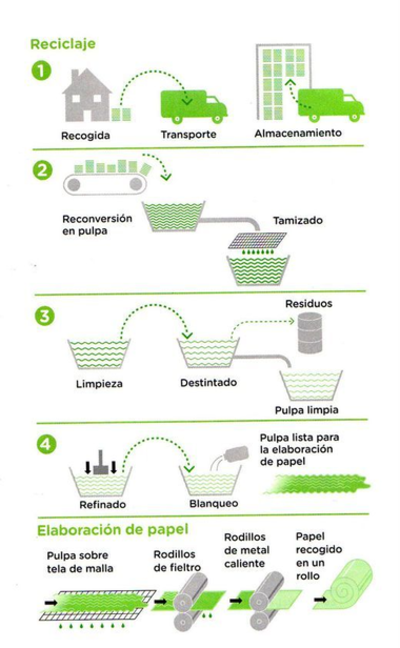 Reciclaje
1
Recogida
Transporte
Almacenamiento
2
Reconversión
en pulpa
Tamizado
3
Residuos
Limpieza
Destintado
Pulpa limpia
4
Pulpa lista para
la elaboración
de papel
Refinado
Blanqueo
Elaboración de papel
Pulpa sobre
tela de malla
Rodillos
de fieltro
Rodillos
de metal
caliente
Papel
recogido
en un
rollo